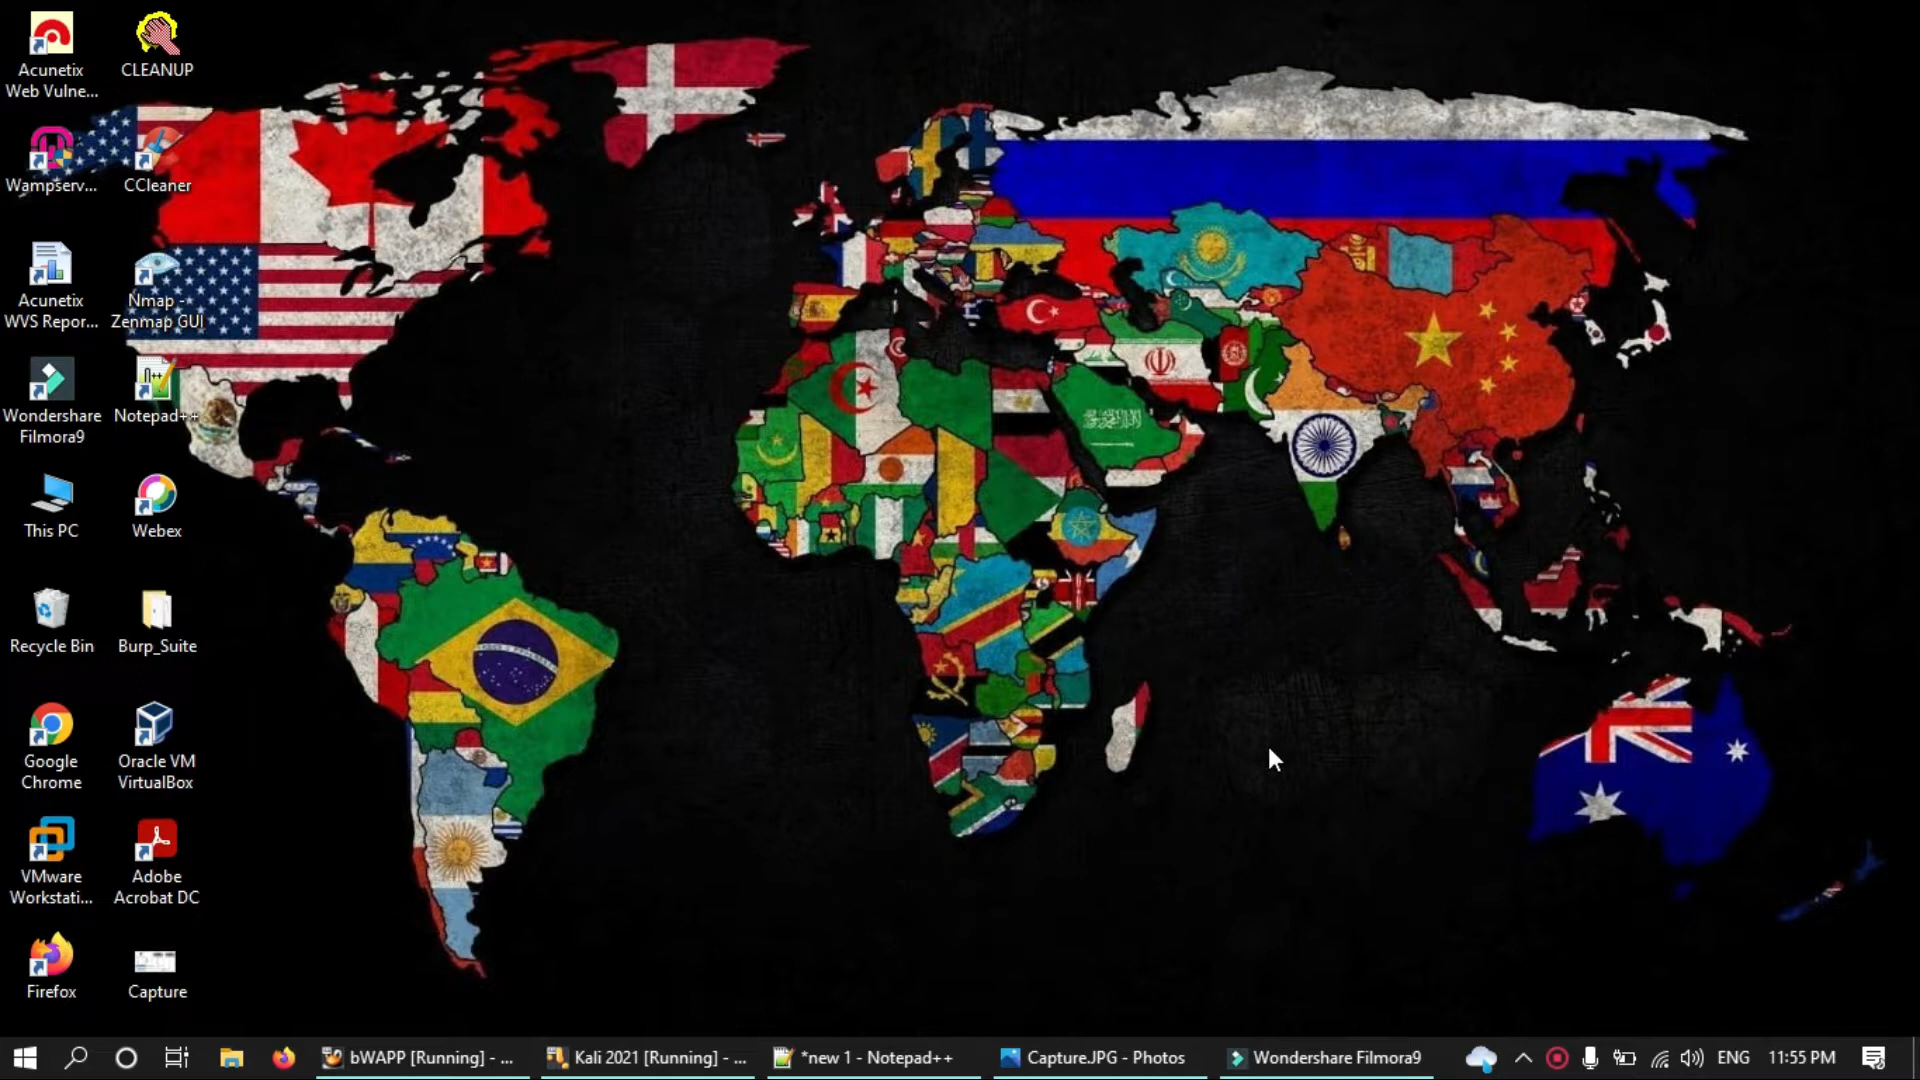 Acunetix
Web Vulne...
CLEANUP
Wampserv...
CCleaner
Acunetix
WVS Repor...
Nmap -
Zenmap GUI
Wondershare
Filmora9
Notepad++
This PC
Webex
Recycle Bin
Burp_Suite
Google
Chrome
Oracle VM
VirtualBox
VMware
Workstati...
Adobe
Acrobat DC
Firefox
Capture
bWAPP [Running] - ...
Kali 2021 [Running] - ...
*new 1 - Notepad++
Capture.JPG - Photos
Wondershare Filmora9
ENG
11:55 PM